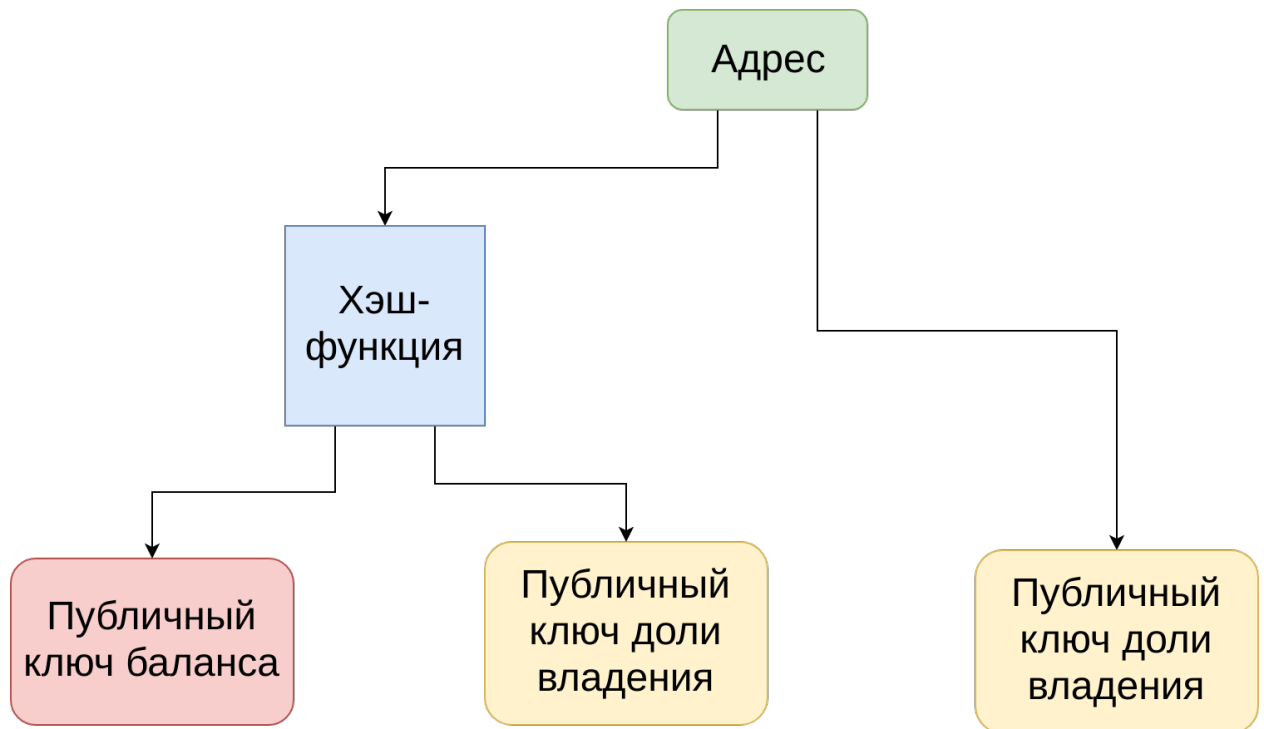 Адрес
Хэш-
функция
Публичный
ключ баланса
Публичный
ключ доли
владения
Публичный
ключ доли
владения